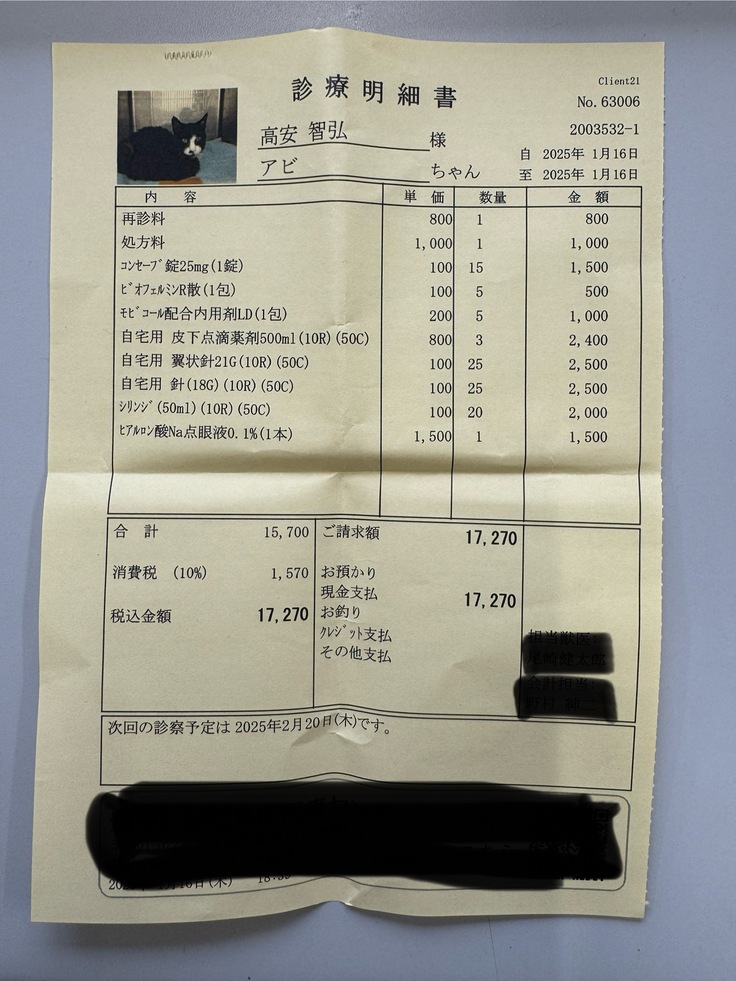 Client21
診療明細書
No. 63006
高安 智弘 様
2003532-1
アビ ちゃん
自 2025年 1月16日
至 2025年 1月16日
内 容 単 価 数量 金 額
再診料 800 1 800
処方料 1,000 1 1,000
ｺﾝｾｰﾌﾞ錠25mg(1錠) 100 15 1,500
ﾋﾞｵﾌｪﾙﾐﾝR散(1包) 100 5 500
ﾓﾋﾞｺｰﾙ配合内用剤LD(1包) 200 5 1,000
自宅用 皮下点滴薬剤500ml(10R)(50C) 800 3 2,400
自宅用 翼状針21G(10R)(50C) 100 25 2,500
自宅用 針(18G)(10R)(50C) 100 25 2,500
ｼﾘﾝｼﾞ(50ml)(10R)(50C) 100 20 2,000
ﾋｱﾙﾛﾝ酸Na点眼液0.1%(1本) 1,500 1 1,500
合 計 15,700
消費税 (10%) 1,570
税込金額 17,270
ご請求額 17,270
お預かり
現金支払 17,270
お釣り
ｸﾚｼﾞｯﾄ支払
その他支払
次回の診察予定は 2025年2月20日(木)です。